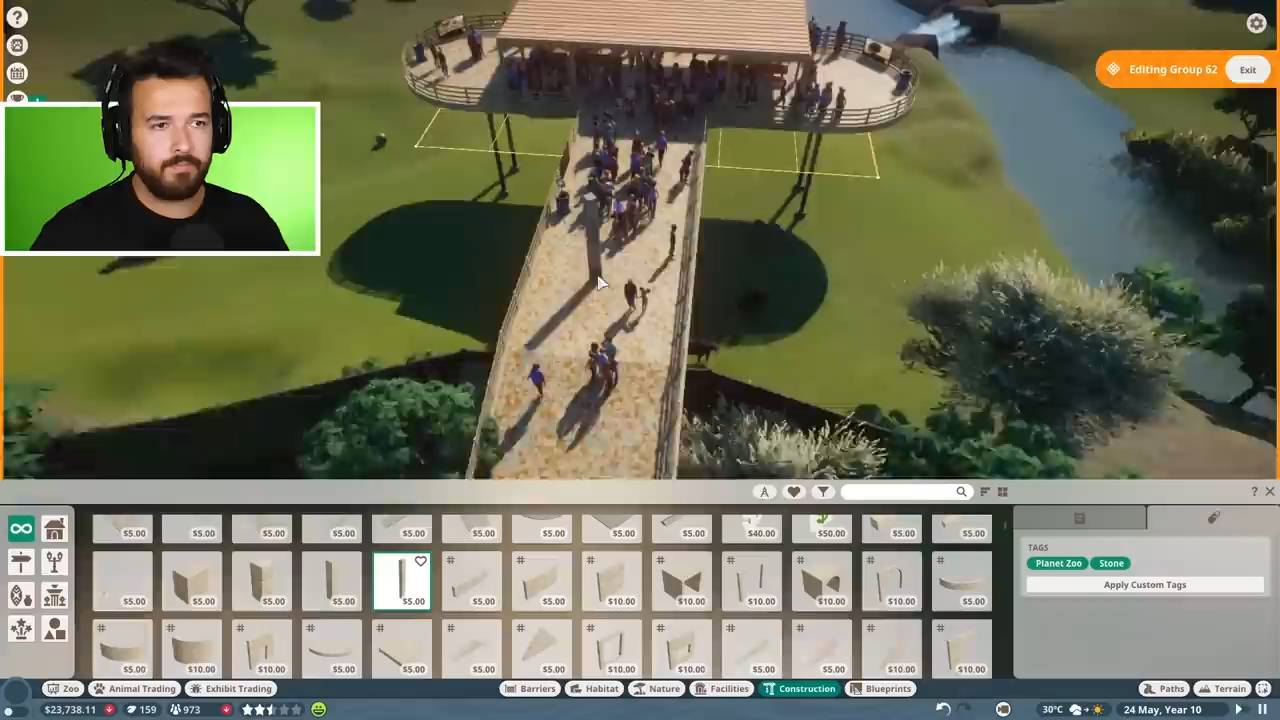 ?
Editing Group 62
Exit
? ×
$5.00 $5.00 $5.00 $5.00 $5.00 $5.00 $5.00 $5.00 $5.00 $40.00 $50.00 $5.00 $5.00
$5.00 $5.00 $5.00 $5.00 $5.00 $5.00 $5.00 $10.00 $10.00 $10.00 $10.00 $10.00 $5.00
$5.00 $10.00 $10.00 $5.00 $5.00 $5.00 $5.00 $10.00 $10.00 $5.00 $5.00 $5.00 $10.00
TAGS
Planet Zoo Stone
Apply Custom Tags
Zoo Animal Trading Exhibit Trading Barriers Habitat Nature Facilities Construction Blueprints Paths Terrain
$23,738.11 159 973 30°C 24 May, Year 10